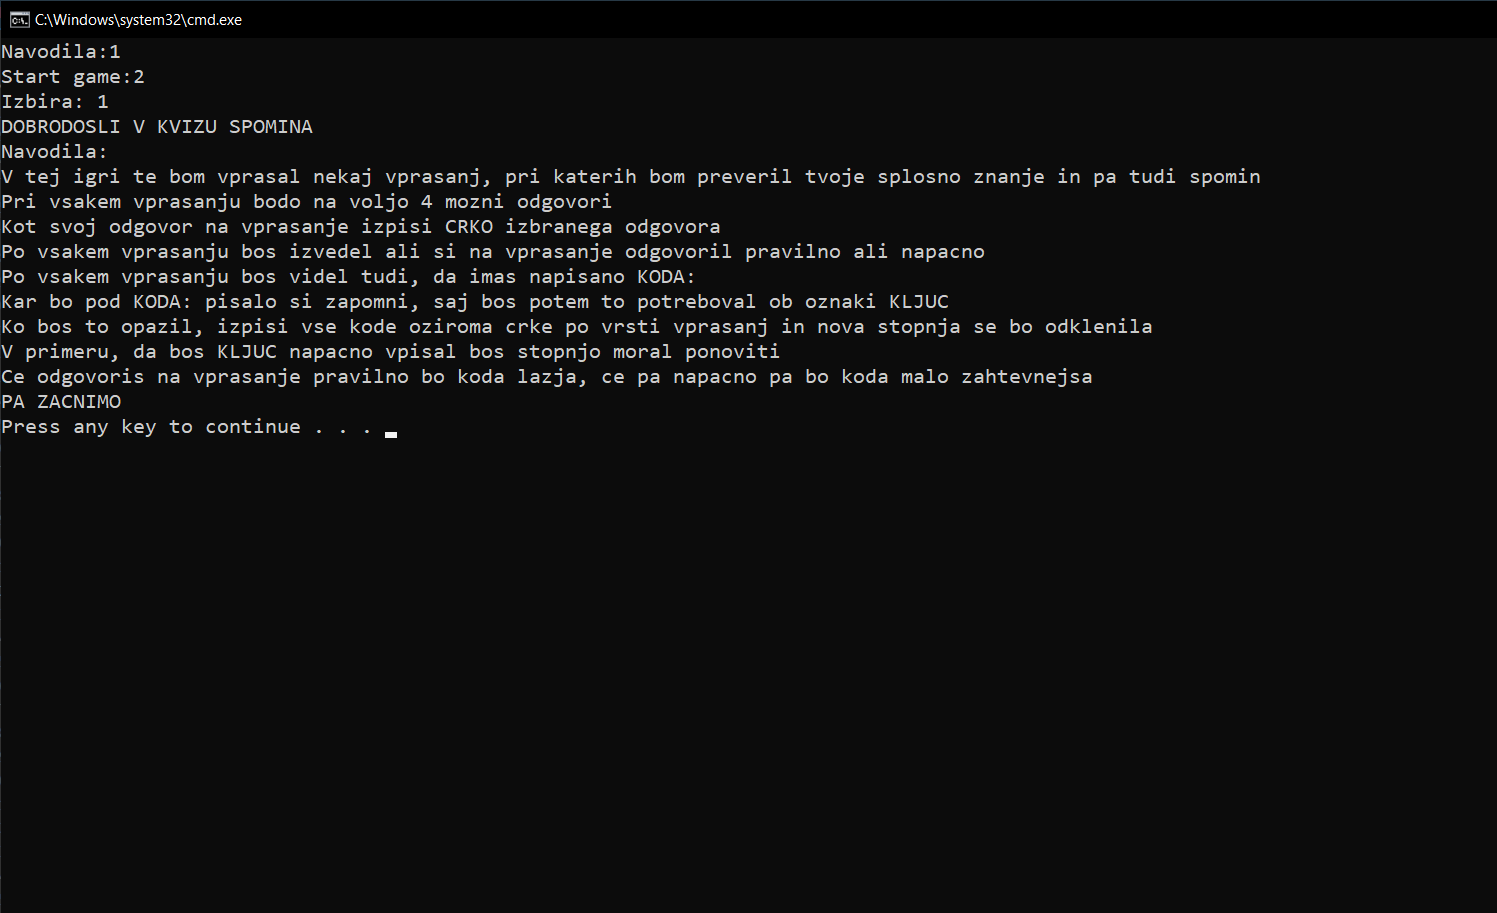 C:\Windows\system32\cmd.exe
Navodila:1
Start game:2
Izbira: 1
DOBRODOSLI V KVIZU SPOMINA
Navodila:
V tej igri te bom vprasal nekaj vprasanj, pri katerih bom preveril tvoje splosno znanje in pa tudi spomin
Pri vsakem vprasanju bodo na voljo 4 mozni odgovori
Kot svoj odgovor na vprasanje izpisi CRKO izbranega odgovora
Po vsakem vprasanju bos izvedel ali si na vprasanje odgovoril pravilno ali napacno
Po vsakem vprasanju bos videl tudi, da imas napisano KODA:
Kar bo pod KODA: pisalo si zapomni, saj bos potem to potreboval ob oznaki KLJUC
Ko bos to opazil, izpisi vse kode oziroma crke po vrsti vprasanj in nova stopnja se bo odklenila
V primeru, da bos KLJUC napacno vpisal bos stopnjo moral ponoviti
Ce odgovoris na vprasanje pravilno bo koda lazja, ce pa napacno pa bo koda malo zahtevnejsa
PA ZACNIMO
Press any key to continue . . .